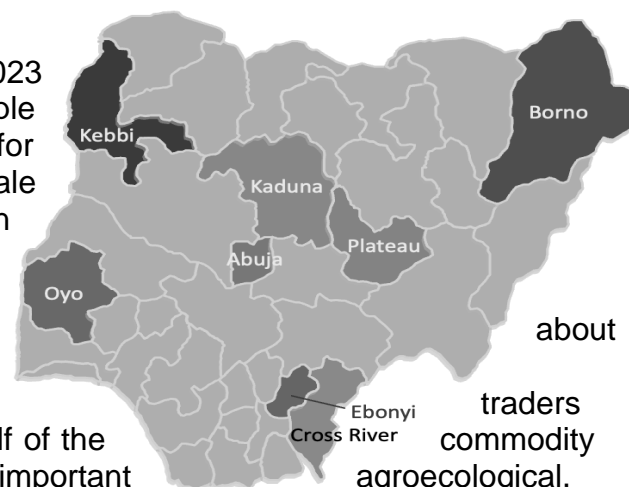 023
ole
Kebbi
Borno
for
ale
Kaduna
n
Abuja
Plateau
Oyo
about
Ebonyi
traders
lf of the
Cross River
commodity
important
agroecological.